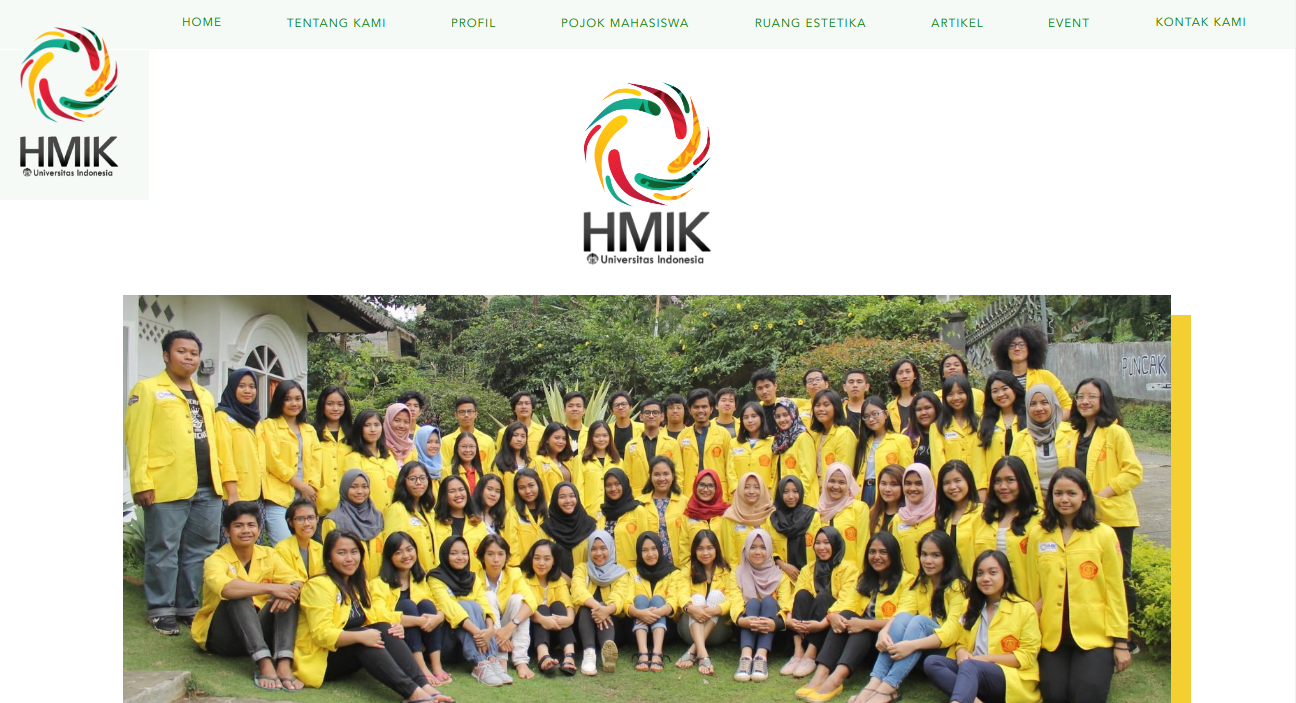 HOME
TENTANG KAMI
PROFIL
POJOK MAHASISWA
RUANG ESTETIKA
ARTIKEL
EVENT
KONTAK KAMI
HMIK
Universitas Indonesia
HMIK
Universitas Indonesia
PUNCAK